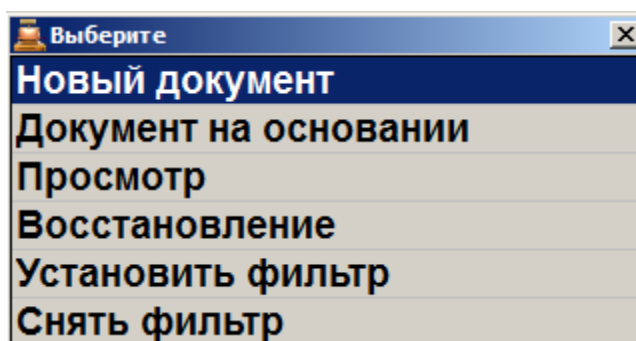 Выберите
Новый документ
Документ на основании
Просмотр
Восстановление
Установить фильтр
Снять фильтр